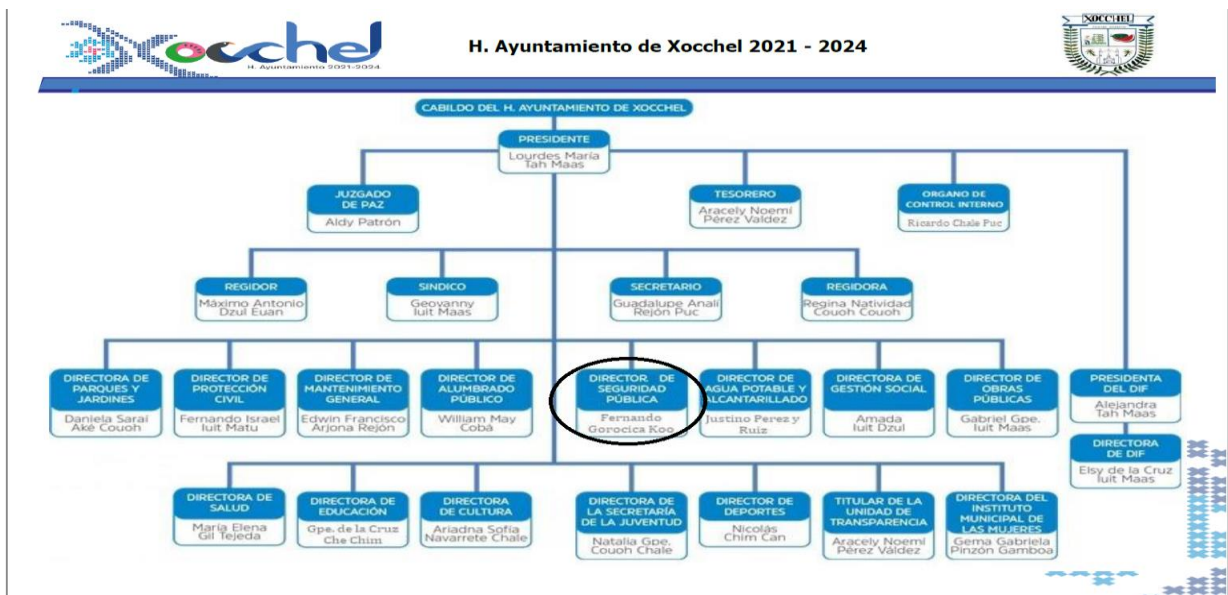 Xocchel
H. Ayuntamiento 2021-2024
H. Ayuntamiento de Xocchel 2021 - 2024
XOCCHEL
CABILDO DEL H. AYUNTAMIENTO DE XOCCHEL
PRESIDENTE
Lourdes María
Tah Maas
JUZGADO
DE PAZ
Aldy Patrón
TESORERO
Aracely Noemí
Pérez Valdez
ORGANO DE
CONTROL INTERNO
Ricardo Chale Puc
REGIDOR
Máximo Antonio
Dzul Euan
SINDICO
Geovanny
Iuit Maas
SECRETARIO
Guadalupe Analí
Rejón Puc
REGIDORA
Regina Natividad
Couoh Couoh
DIRECTORA DE
PARQUES Y
JARDINES
Daniela Saraí
Aké Couoh
DIRECTOR DE
PROTECCIÓN
CIVIL
Fernando Israel
Iuit Matu
DIRECTOR DE
MANTENIMIENTO
GENERAL
Edwin Francisco
Arjona Rejón
DIRECTOR DE
ALUMBRADO
PÚBLICO
William May
Cobá
DIRECTOR DE
SEGURIDAD
PÚBLICA
Fernando
Gorocica Koo
DIRECTOR DE
AGUA POTABLE Y
ALCANTARILLADO
Justino Perez y
Ruiz
DIRECTORA DE
GESTIÓN SOCIAL
Amada
Iuit Dzul
DIRECTOR DE
OBRAS
PÚBLICAS
Gabriel Gpe.
Iuit Maas
PRESIDENTA
DEL DIF
Alejandra
Tah Maas
DIRECTORA
DE DIF
Elsy de la Cruz
Iuit Maas
DIRECTORA DE
SALUD
María Elena
Gil Tejeda
DIRECTORA DE
EDUCACIÓN
Gpe. de la Cruz
Che Chim
DIRECTORA
DE CULTURA
Ariadna Sofía
Navarrete Chale
DIRECTORA DE
LA SECRETARÍA
DE LA JUVENTUD
Natalia Gpe.
Couoh Chale
DIRECTOR DE
DEPORTES
Nicolás
Chim Can
TITULAR DE LA
UNIDAD DE
TRANSPARENCIA
Aracely Noemí
Pérez Váldez
DIRECTORA DEL
INSTITUTO
MUNICIPAL DE
LAS MUJERES
Gema Gabriela
Pinzón Gamboa